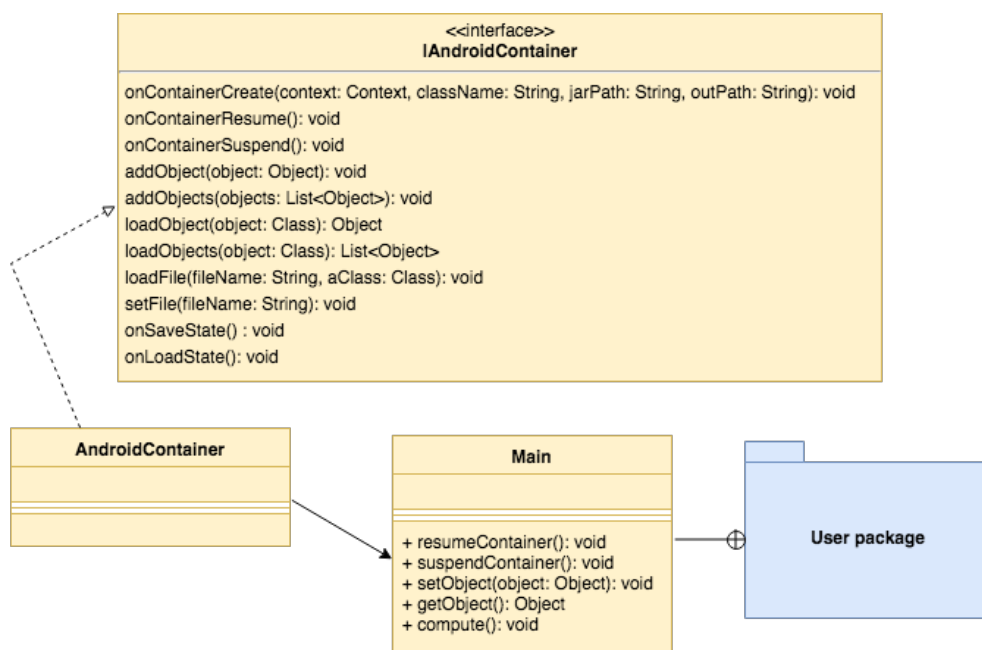 <<interface>>
IAndroidContainer
onContainerCreate(context: Context, className: String, jarPath: String, outPath: String): void
onContainerResume(): void
onContainerSuspend(): void
addObject(object: Object): void
addObjects(objects: List<Object>): void
loadObject(object: Class): Object
loadObjects(object: Class): List<Object>
loadFile(fileName: String, aClass: Class): void
setFile(fileName: String): void
onSaveState() : void
onLoadState(): void
AndroidContainer
Main
+ resumeContainer(): void
+ suspendContainer(): void
+ setObject(object: Object): void
+ getObject(): Object
+ compute(): void
User package